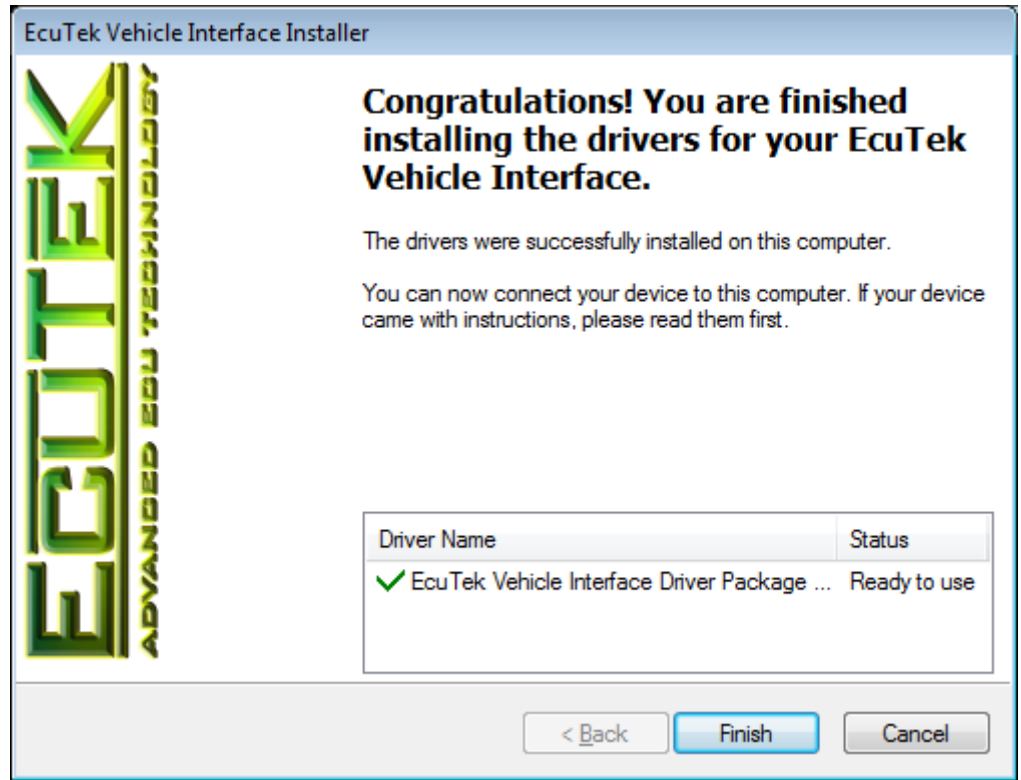 EcuTek Vehicle Interface Installer
ECUTEK
ADVANCED ECU TECHNOLOGY
Congratulations! You are finished
installing the drivers for your EcuTek
Vehicle Interface.
The drivers were successfully installed on this computer.
You can now connect your device to this computer. If your device
came with instructions, please read them first.
Driver Name Status
EcuTek Vehicle Interface Driver Package ... Ready to use
< Back Finish Cancel